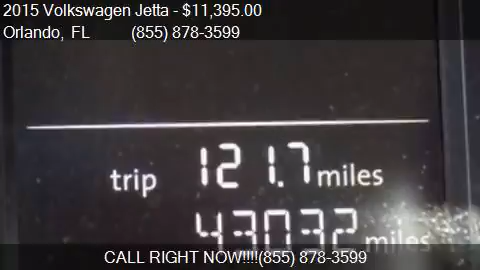 2015 Volkswagen Jetta - $11,395.00
Orlando, FL (855) 878-3599
trip 121.7 miles
43032 miles
CALL RIGHT NOW!!!!(855) 878-3599